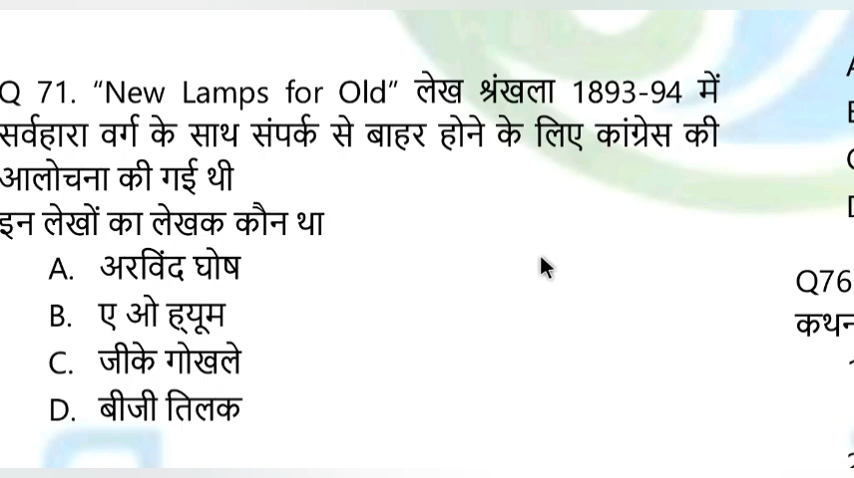 Q 71. “New Lamps for Old” लेख श्रंखला 1893-94 में
सर्वहारा वर्ग के साथ संपर्क से बाहर होने के लिए कांग्रेस की
आलोचना की गई थी
इन लेखों का लेखक कौन था
A. अरविंद घोष
B. ए ओ ह्यूम
C. जीके गोखले
D. बीजी तिलक
Q76